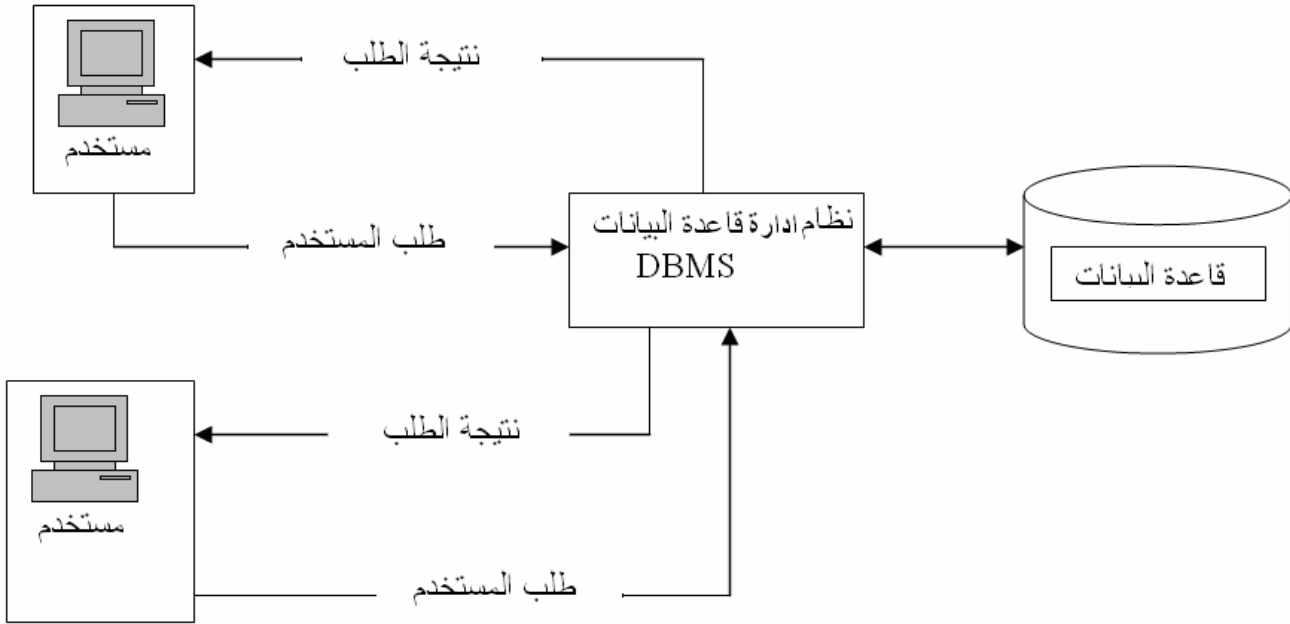 نتيجة الطلب
مستخدم
طلب المستخدم
نظام ادارة قاعدة البيانات
DBMS
قاعدة البيانات
نتيجة الطلب
مستخدم
طلب المستخدم